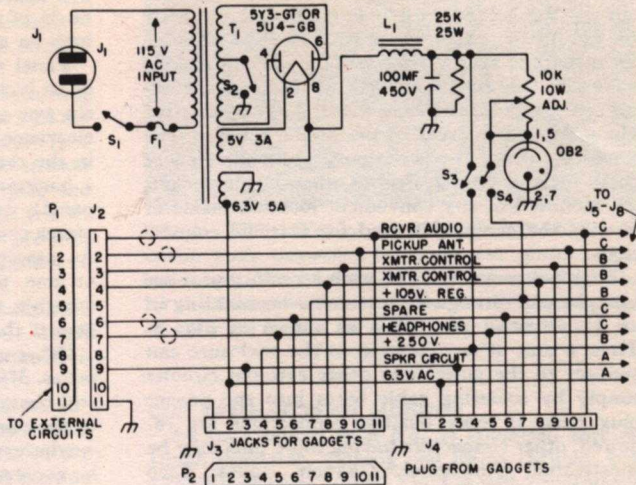 5Y3-GT OR
5U4-GB
J1
J1
115 V
AC
INPUT
S1
F1
T1
S2
4
6
2
8
5V 3A
6.3V 5A
L1
25K
25W
100MF
450V
10K
10W
ADJ.
1,5
OB2
2,7
S3
S4
TO
J5-J8
P1
J2
1
2
3
4
5
6
7
8
9
10
11
1
2
3
4
5
6
7
8
9
10
11
RCVR AUDIO C
PICKUP ANT. C
XMTR. CONTROL B
XMTR. CONTROL B
+105V. REG. B
SPARE C
HEADPHONES C
+ 250 V. B
SPKR CIRCUIT A
6.3V. AC A
TO EXTERNAL
CIRCUITS
1 2 3 4 5 6 7 8 9 10 11
J3
JACKS FOR GADGETS
1 2 3 4 5 6 7 8 9 10 11
J4
P2
1 2 3 4 5 6 7 8 9 10 11
PLUG FROM GADGETS